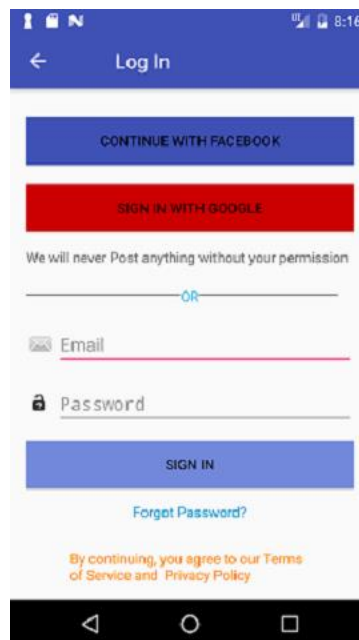 8:16
Log In
CONTINUE WITH FACEBOOK
SIGN IN WITH GOOGLE
We will never Post anything without your permission
OR
Email
Password
SIGN IN
Forgot Password?
By continuing, you agree to our Terms
of Service and Privacy Policy